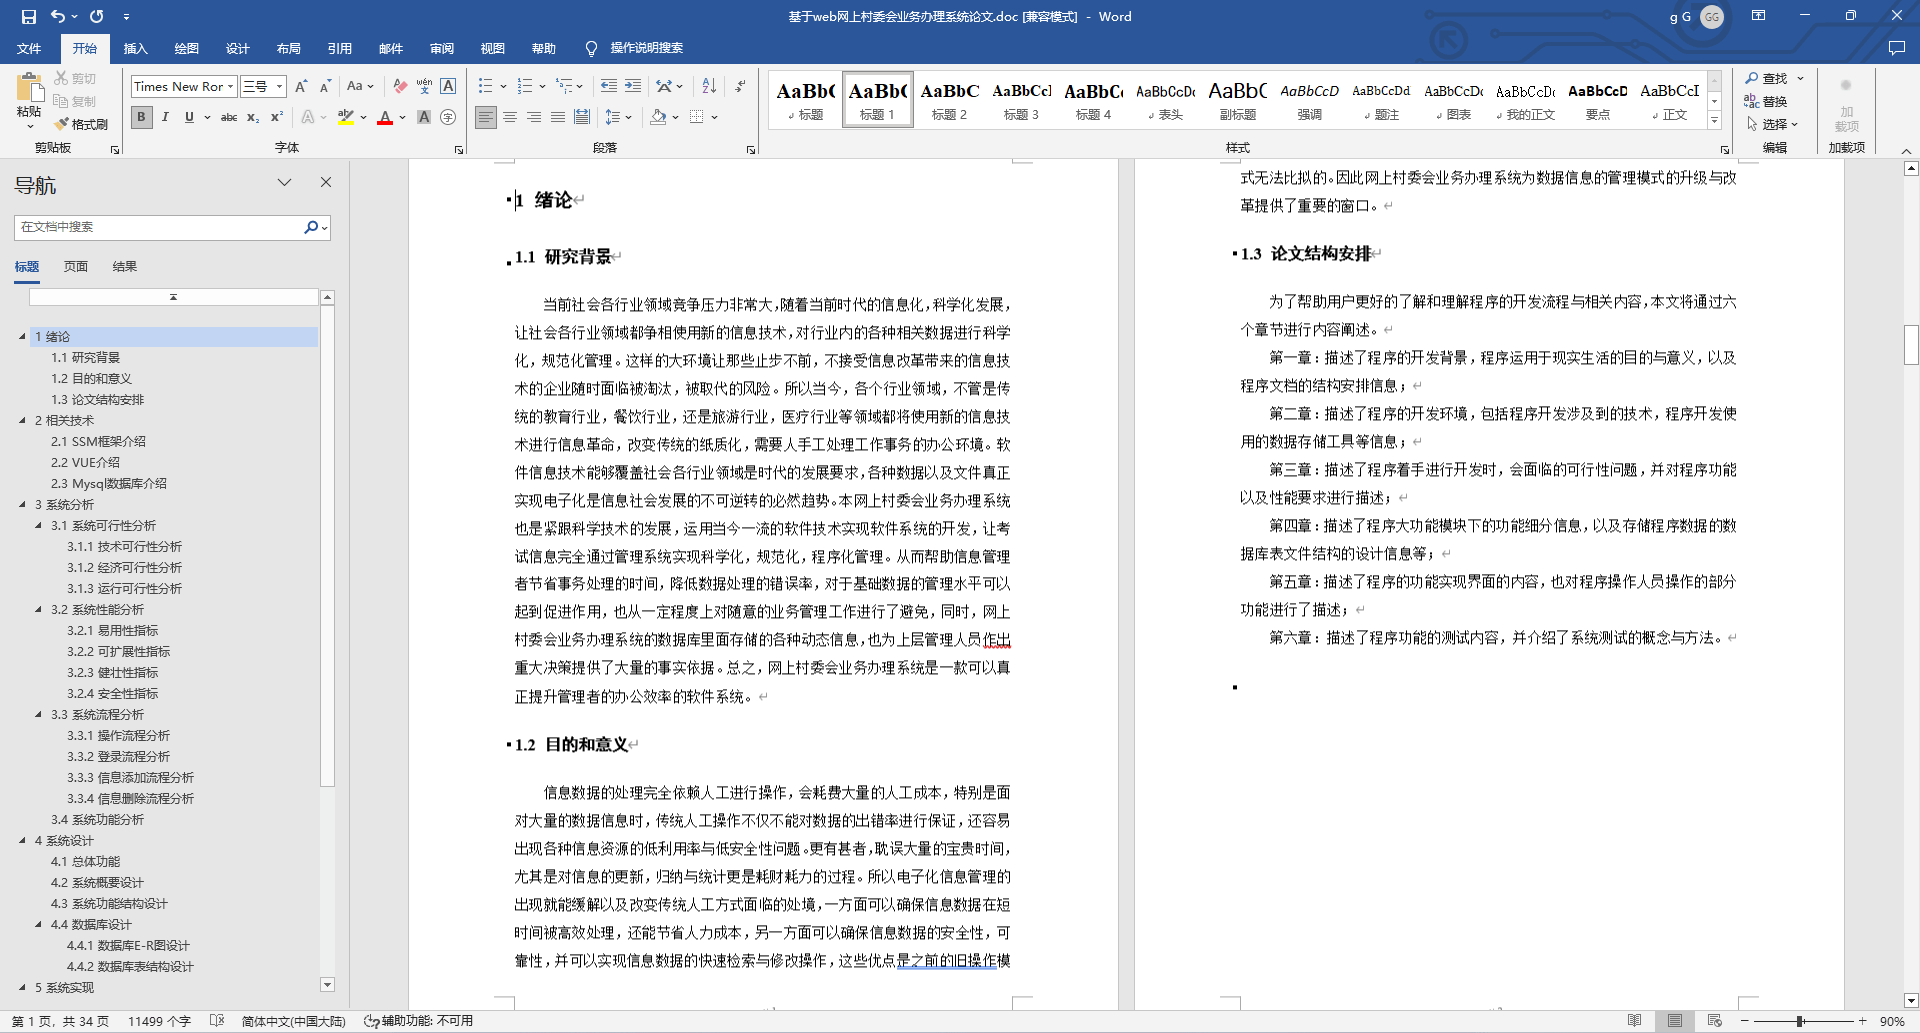 基于web网上村委会业务办理系统论文.doc [兼容模式] - Word
g G
GG
文件 开始 插入 绘图 设计 布局 引用 邮件 审阅 视图 帮助 操作说明搜索
粘贴
剪切
复制
格式刷
剪贴板
Times New Ror 三号
字体
段落
AaBbC 标题
AaBbC 标题 1
AaBbC 标题 2
AaBbCcI 标题 3
AaBbCc 标题 4
AaBbCcDc 表头
AaBbC 副标题
AaBbCcD 强调
AaBbCcDd 题注
AaBbCcDc 图表
AaBbCcDc 我的正文
AaBbCcD 要点
AaBbCcI 正文
样式
查找
替换
选择
编辑
加
载项
加载项
导航
在文档中搜索
标题 页面 结果
1 绪论
1.1 研究背景
1.2 目的和意义
1.3 论文结构安排
2 相关技术
2.1 SSM框架介绍
2.2 VUE介绍
2.3 Mysql数据库介绍
3 系统分析
3.1 系统可行性分析
3.1.1 技术可行性分析
3.1.2 经济可行性分析
3.1.3 运行可行性分析
3.2 系统性能分析
3.2.1 易用性指标
3.2.2 可扩展性指标
3.2.3 健壮性指标
3.2.4 安全性指标
3.3 系统流程分析
3.3.1 操作流程分析
3.3.2 登录流程分析
3.3.3 信息添加流程分析
3.3.4 信息删除流程分析
3.4 系统功能分析
4 系统设计
4.1 总体功能
4.2 系统概要设计
4.3 系统功能结构设计
4.4 数据库设计
4.4.1 数据库E-R图设计
4.4.2 数据库表结构设计
5 系统实现
1 绪论
1.1 研究背景
当前社会各行业领域竞争压力非常大,随着当前时代的信息化,科学化发展,
让社会各行业领域都争相使用新的信息技术,对行业内的各种相关数据进行科学
化，规范化管理。这样的大环境让那些止步不前，不接受信息改革带来的信息技
术的企业随时面临被淘汰，被取代的风险。所以当今，各个行业领域，不管是传
统的教育行业，餐饮行业，还是旅游行业，医疗行业等领域都将使用新的信息技
术进行信息革命，改变传统的纸质化，需要人手工处理工作事务的办公环境。软
件信息技术能够覆盖社会各行业领域是时代的发展要求，各种数据以及文件真正
实现电子化是信息社会发展的不可逆转的必然趋势。本网上村委会业务办理系统
也是紧跟科学技术的发展，运用当今一流的软件技术实现软件系统的开发，让考
试信息完全通过管理系统实现科学化，规范化，程序化管理。从而帮助信息管理
者节省事务处理的时间，降低数据处理的错误率，对于基础数据的管理水平可以
起到促进作用，也从一定程度上对随意的业务管理工作进行了避免，同时，网上
村委会业务办理系统的数据库里面存储的各种动态信息，也为上层管理人员作出
重大决策提供了大量的事实依据。总之，网上村委会业务办理系统是一款可以真
正提升管理者的办公效率的软件系统。
1.2 目的和意义
信息数据的处理完全依赖人工进行操作，会耗费大量的人工成本，特别是面
对大量的数据信息时，传统人工操作不仅不能对数据的出错率进行保证，还容易
出现各种信息资源的低利用率与低安全性问题。更有甚者，耽误大量的宝贵时间，
尤其是对信息的更新，归纳与统计更是耗财耗力的过程。所以电子化信息管理的
出现就能缓解以及改变传统人工方式面临的处境，一方面可以确保信息数据在短
时间被高效处理，还能节省人力成本，另一方面可以确保信息数据的安全性，可
靠性，并可以实现信息数据的快速检索与修改操作，这些优点是之前的旧操作模
式无法比拟的。因此网上村委会业务办理系统为数据信息的管理模式的升级与改
革提供了重要的窗口。
1.3 论文结构安排
为了帮助用户更好的了解和理解程序的开发流程与相关内容，本文将通过六
个章节进行内容阐述。
第一章：描述了程序的开发背景，程序运用于现实生活的目的与意义，以及
程序文档的结构安排信息；
第二章：描述了程序的开发环境，包括程序开发涉及到的技术，程序开发使
用的数据存储工具等信息；
第三章：描述了程序着手进行开发时，会面临的可行性问题，并对程序功能
以及性能要求进行描述；
第四章：描述了程序大功能模块下的功能细分信息，以及存储程序数据的数
据库表文件结构的设计信息等；
第五章：描述了程序的功能实现界面的内容，也对程序操作人员操作的部分
功能进行了描述；
第六章：描述了程序功能的测试内容，并介绍了系统测试的概念与方法。
第 1 页，共 34 页 11499 个字 简体中文(中国大陆) 辅助功能: 不可用 90%